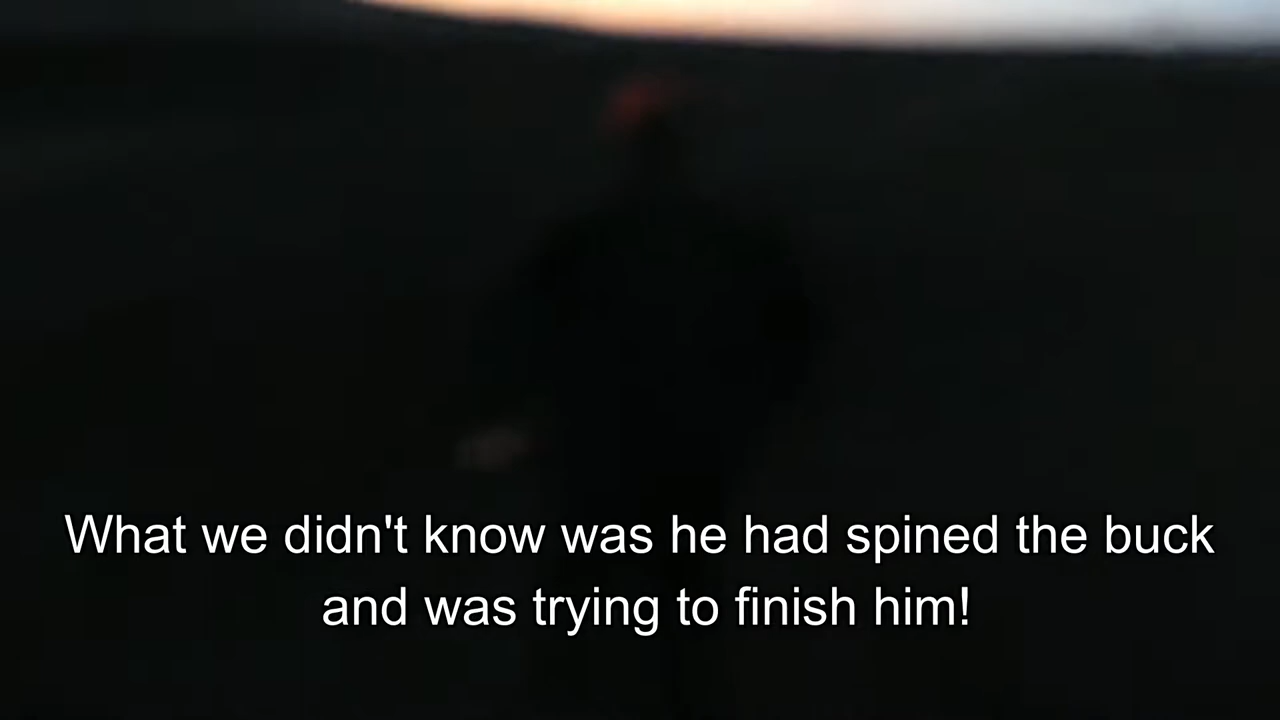 What we didn't know was he had spined the buck
and was trying to finish him!